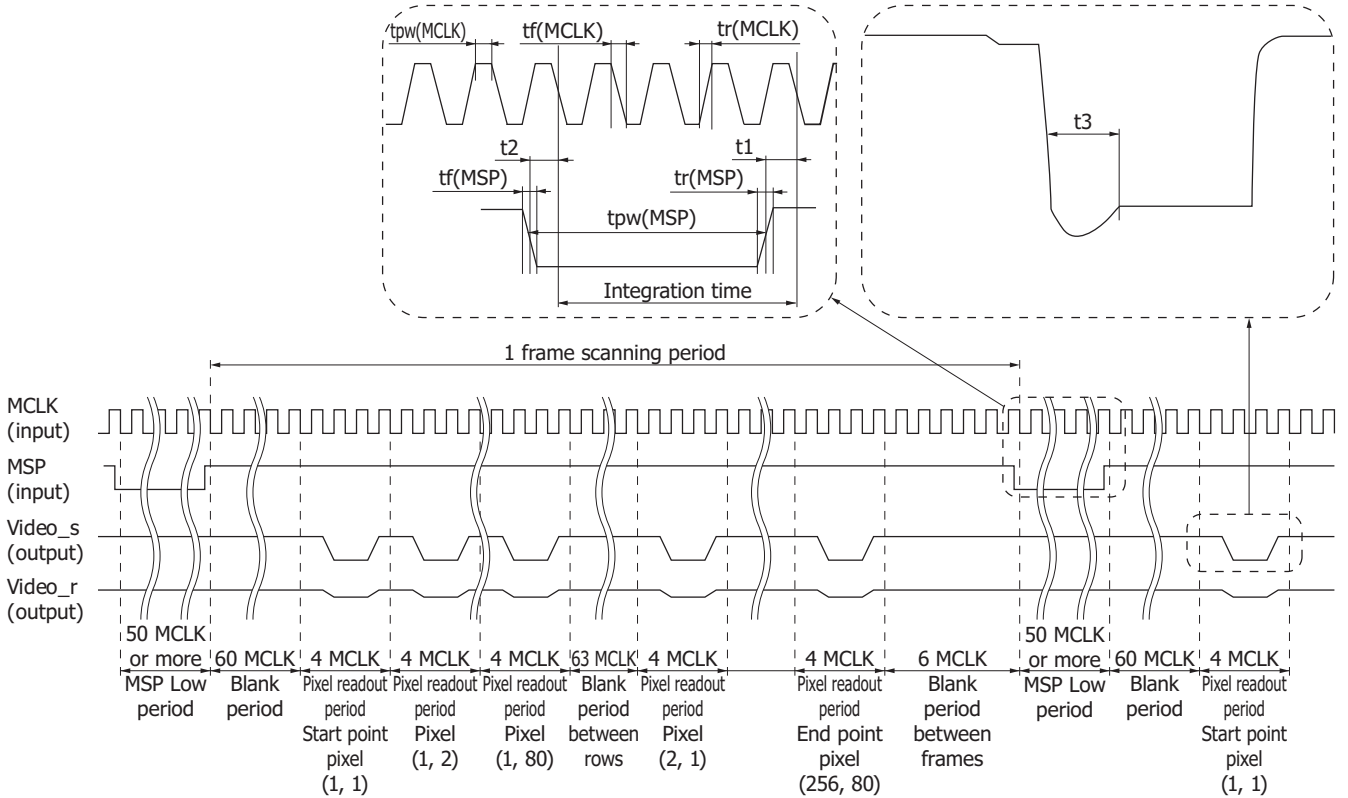 tpw(MCLK) tf(MCLK) tr(MCLK)
t2 t1
tf(MSP) tr(MSP)
tpw(MSP)
Integration time
t3
1 frame scanning period
MCLK
(input)
MSP
(input)
Video_s
(output)
Video_r
(output)
50 MCLK
or more
MSP Low
period
60 MCLK
Blank
period
4 MCLK
Pixel readout
period
Start point
pixel
(1, 1)
4 MCLK
Pixel readout
period
Pixel
(1, 2)
4 MCLK
Pixel readout
period
Pixel
(1, 80)
63 MCLK
Blank
period
between
rows
4 MCLK
Pixel readout
period
Pixel
(2, 1)
4 MCLK
Pixel readout
period
End point
pixel
(256, 80)
6 MCLK
Blank
period
between
frames
50 MCLK
or more
MSP Low
period
60 MCLK
Blank
period
4 MCLK
Pixel readout
period
Start point
pixel
(1, 1)